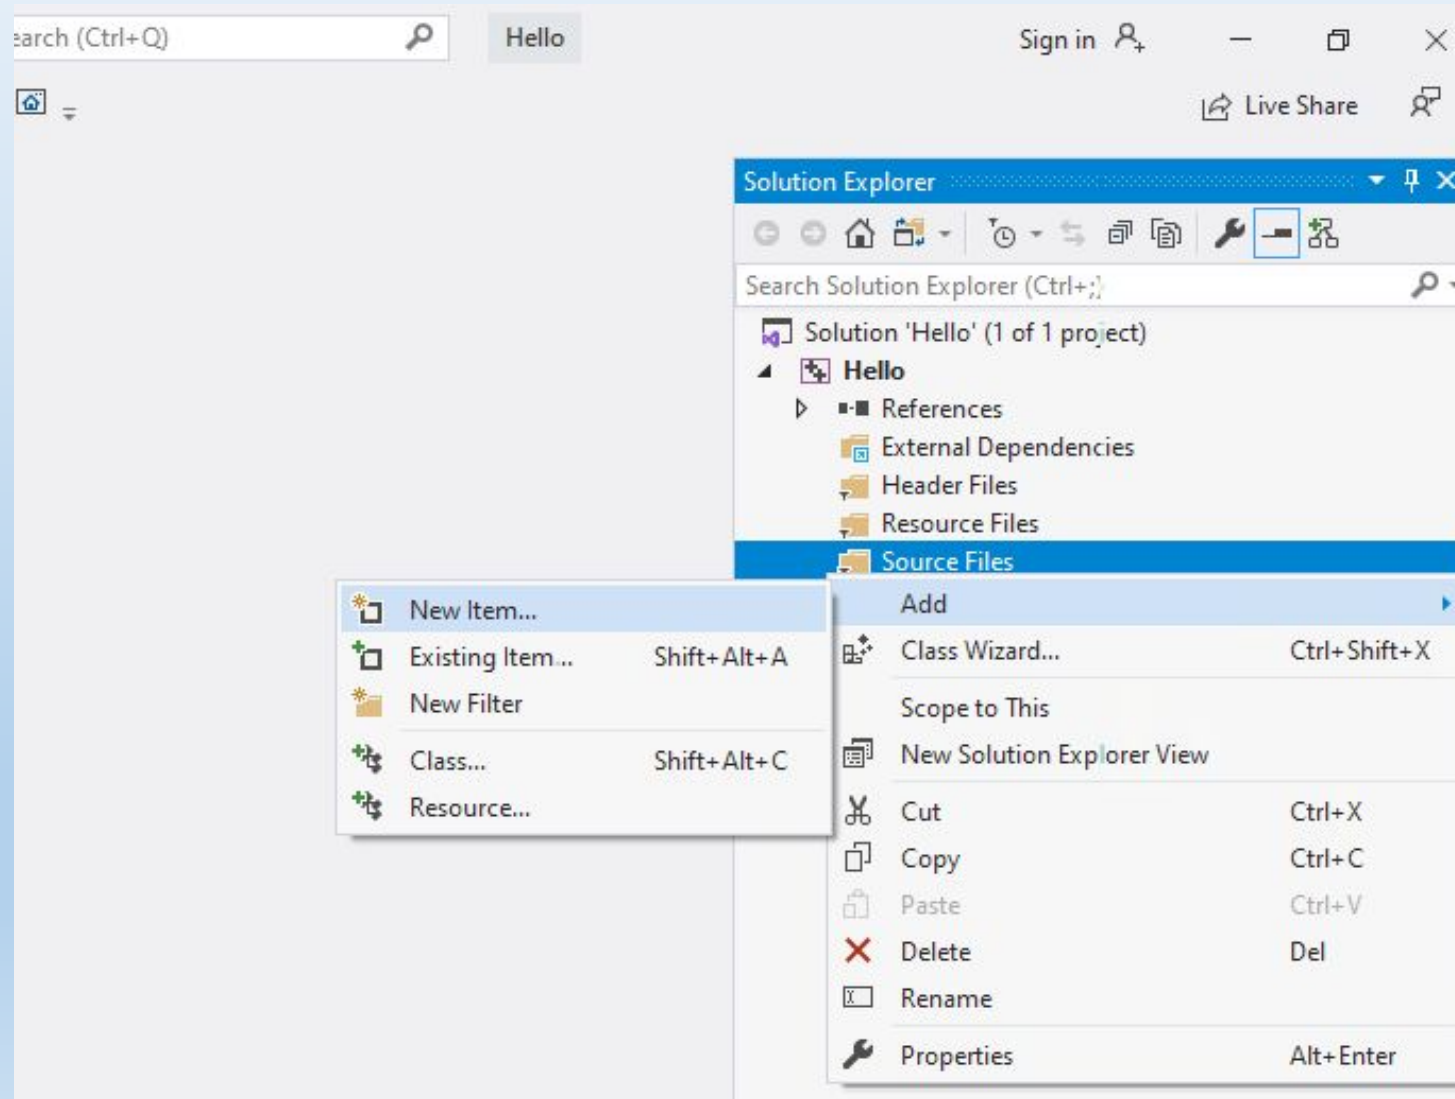 earch (Ctrl+Q)
Hello
Sign in
Live Share
Solution Explorer
Search Solution Explorer (Ctrl+;)
Solution 'Hello' (1 of 1 project)
Hello
References
External Dependencies
Header Files
Resource Files
Source Files
New Item...
Existing Item... Shift+Alt+A
New Filter
Class... Shift+Alt+C
Resource...
Add
Class Wizard... Ctrl+Shift+X
Scope to This
New Solution Explorer View
Cut Ctrl+X
Copy Ctrl+C
Paste Ctrl+V
Delete Del
Rename
Properties Alt+Enter